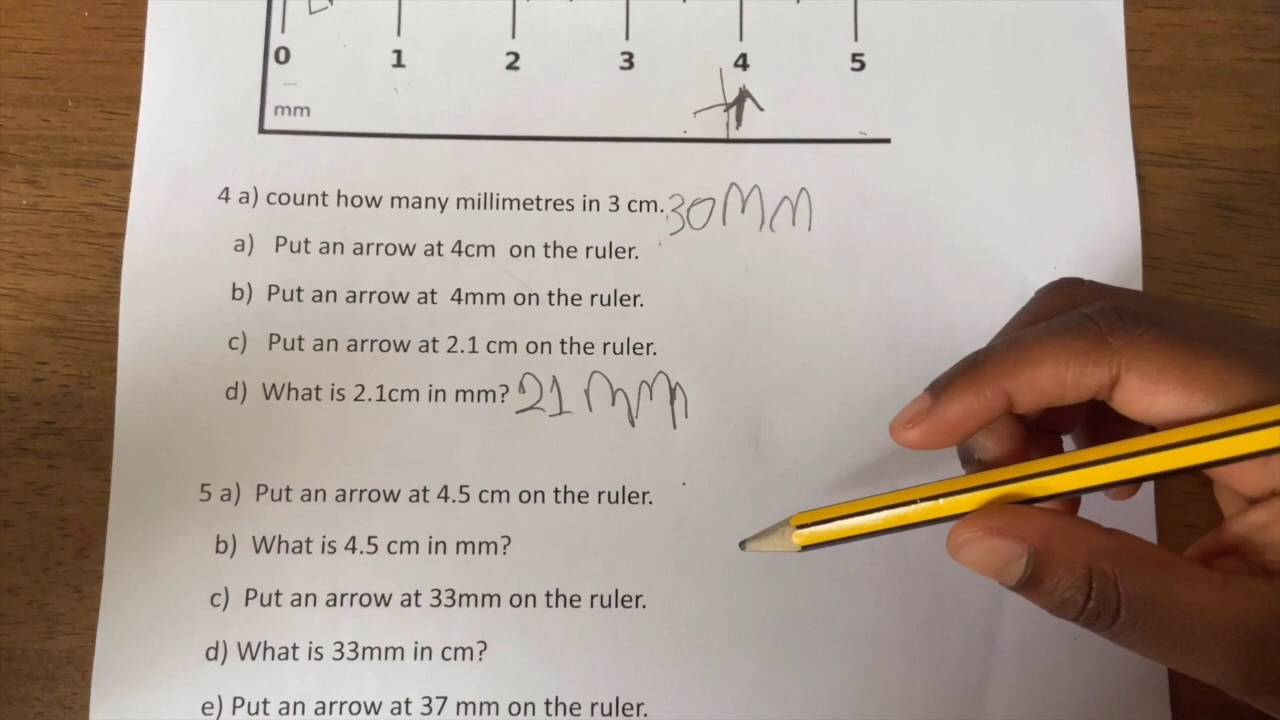 0 1 2 3 4 5
mm
4 a) count how many millimetres in 3 cm. 30MM
a) Put an arrow at 4cm on the ruler.
b) Put an arrow at 4mm on the ruler.
c) Put an arrow at 2.1 cm on the ruler.
d) What is 2.1cm in mm? 21 mm
5 a) Put an arrow at 4.5 cm on the ruler.
b) What is 4.5 cm in mm?
c) Put an arrow at 33mm on the ruler.
d) What is 33mm in cm?
e) Put an arrow at 37 mm on the ruler.